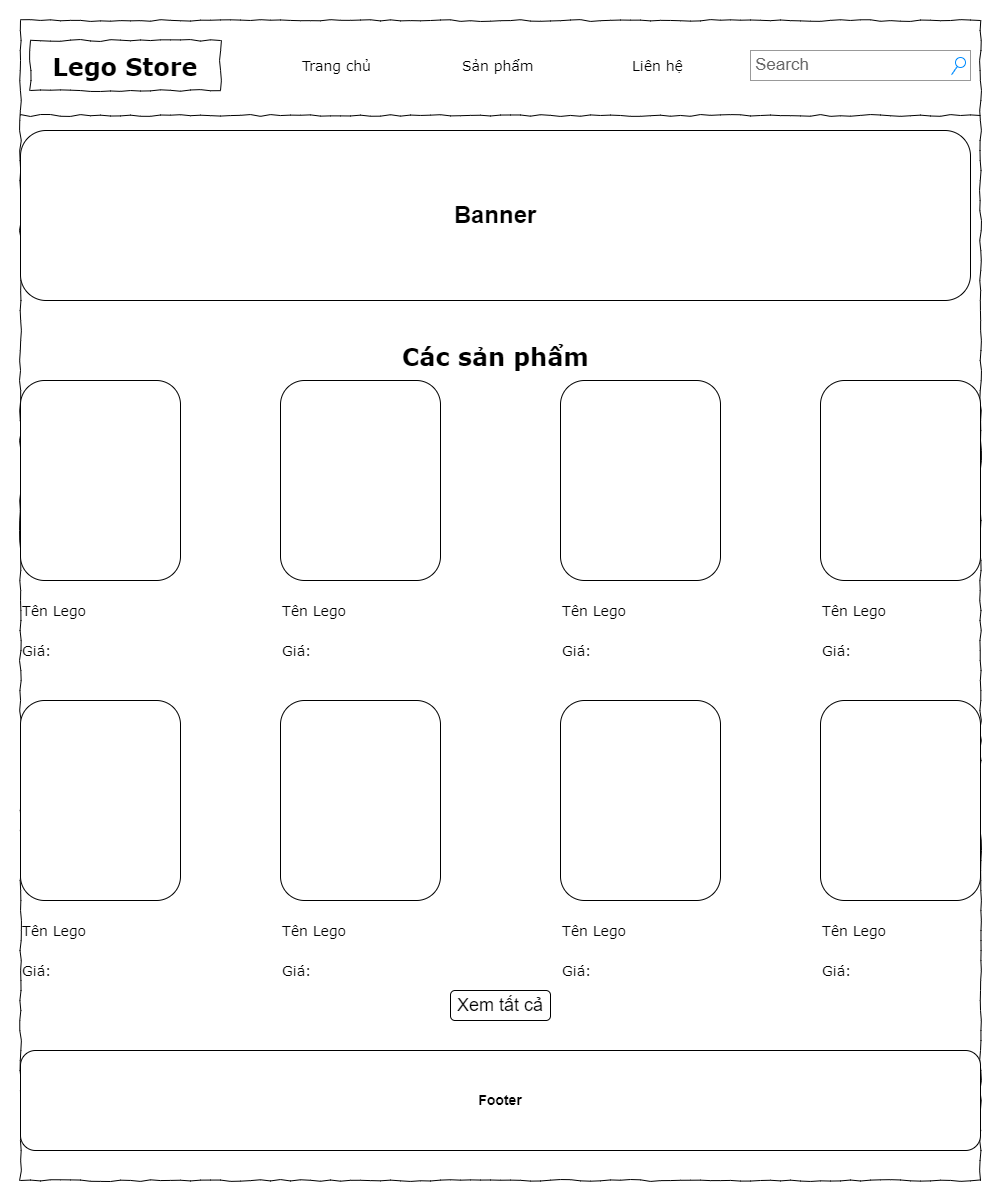 Lego Store
Trang chủ
Sản phẩm
Liên hệ
Search
Banner
Các sản phẩm
Tên Lego
Tên Lego
Tên Lego
Tên Lego
Giá:
Giá:
Giá:
Giá:
Tên Lego
Tên Lego
Tên Lego
Tên Lego
Giá:
Giá:
Giá:
Giá:
Xem tất cả
Footer